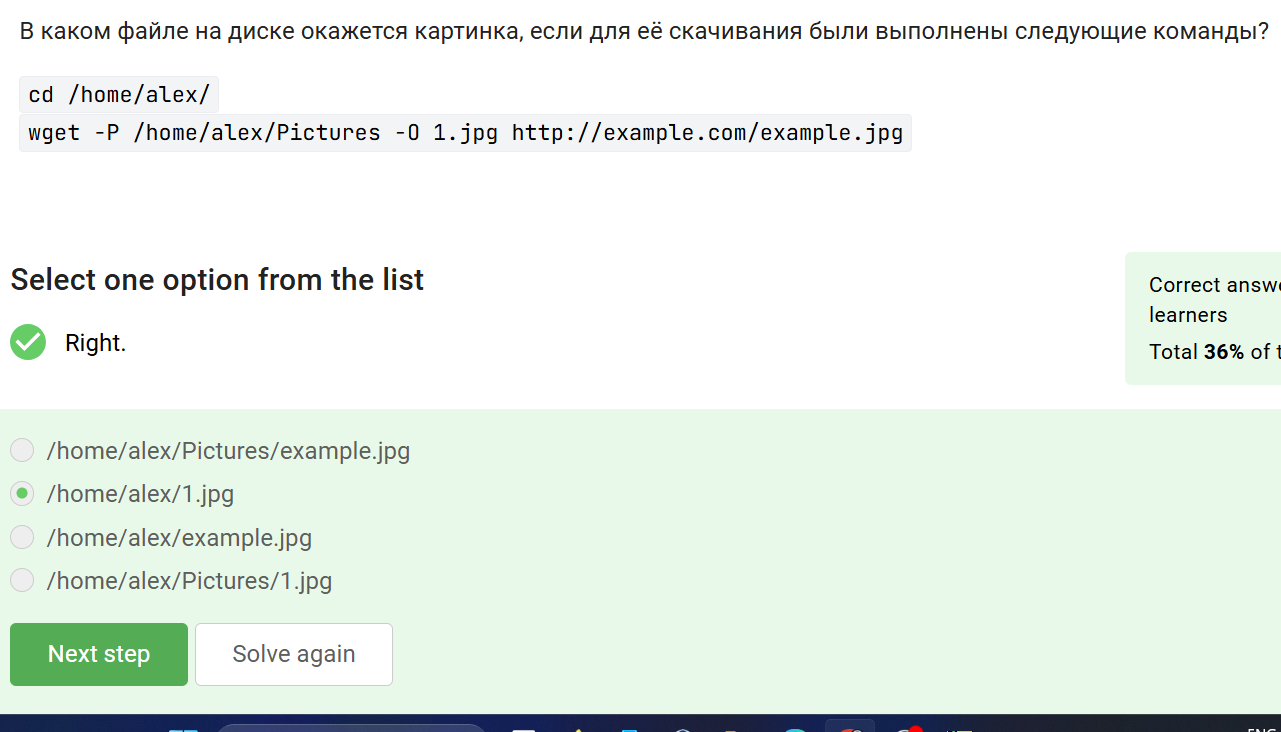 В каком файле на диске окажется картинка, если для её скачивания были выполнены следующие команды?
cd /home/alex/
wget -P /home/alex/Pictures -O 1.jpg http://example.com/example.jpg
Select one option from the list
Right.
Correct
learners
Total 36% of
/home/alex/Pictures/example.jpg
/home/alex/1.jpg
/home/alex/example.jpg
/home/alex/Pictures/1.jpg
Next step
Solve again